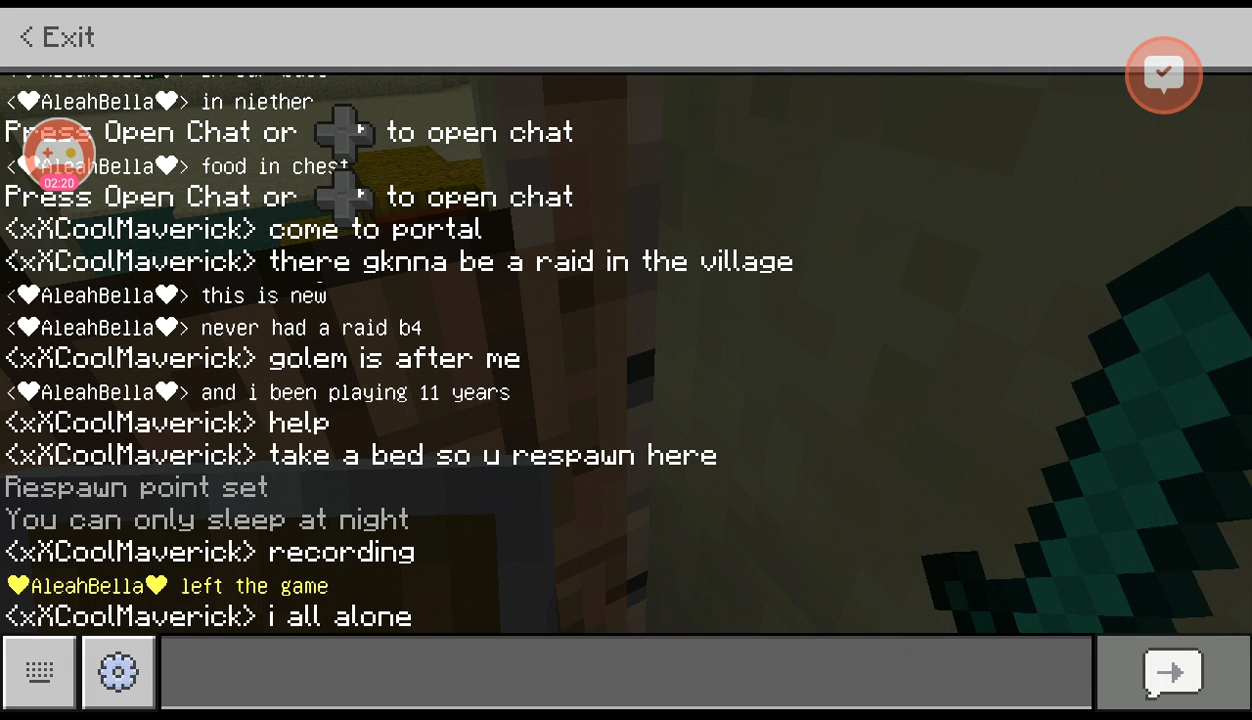 < Exit
<♥AleahBella♥> in niether
Press Open Chat or to open chat
<♥AleahBella♥> food in chest
02:20
Press Open Chat or to open chat
<xXCoolMaverick> come to portal
<xXCoolMaverick> there gknna be a raid in the village
<♥AleahBella♥> this is new
<♥AleahBella♥> never had a raid b4
<xXCoolMaverick> golem is after me
<♥AleahBella♥> and i been playing 11 years
<xXCoolMaverick> help
<xXCoolMaverick> take a bed so u respawn here
Respawn point set
You can only sleep at night
<xXCoolMaverick> recording
♥AleahBella♥ left the game
<xXCoolMaverick> i all alone